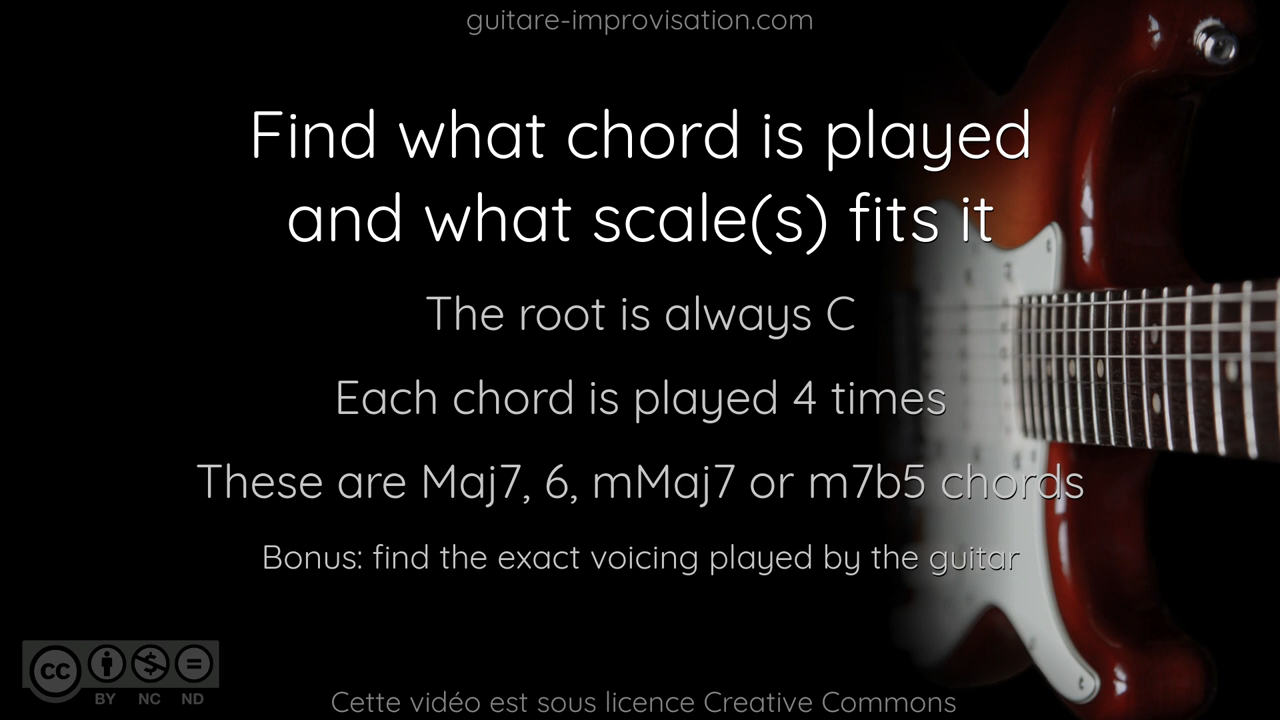 guitare-improvisation.com
Find what chord is played
and what scale(s) fits it
The root is always C
Each chord is played 4 times
These are Maj7, 6, mMaj7 or m7b5 chords
Bonus: find the exact voicing played by the guitar
cc
BY NC ND
Cette vidéo est sous licence Creative Commons